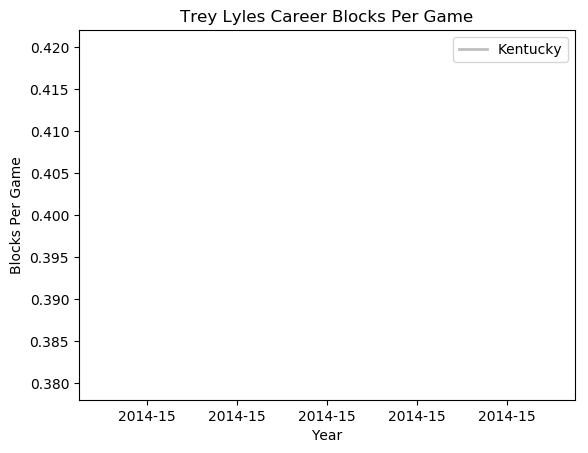 Trey Lyles Career Blocks Per Game
Kentucky
Blocks Per Game
0.420
0.415
0.410
0.405
0.400
0.395
0.390
0.385
0.380
2014-15 2014-15 2014-15 2014-15 2014-15
Year